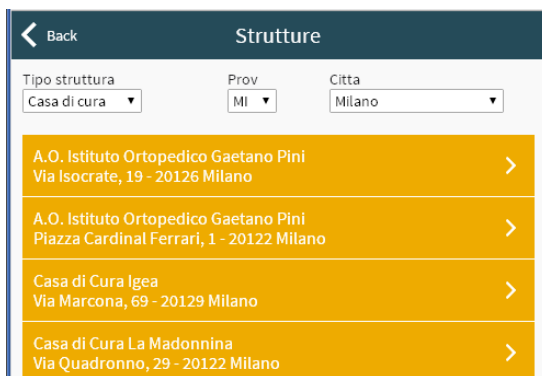 Back
Strutture
Tipo struttura
Prov
Citta
Casa di cura
MI
Milano
A.O. Istituto Ortopedico Gaetano Pini
Via Isocrate, 19 - 20126 Milano
A.O. Istituto Ortopedico Gaetano Pini
Piazza Cardinal Ferrari, 1 - 20122 Milano
Casa di Cura Igea
Via Marcona, 69 - 20129 Milano
Casa di Cura La Madonnina
Via Quadronno, 29 - 20122 Milano